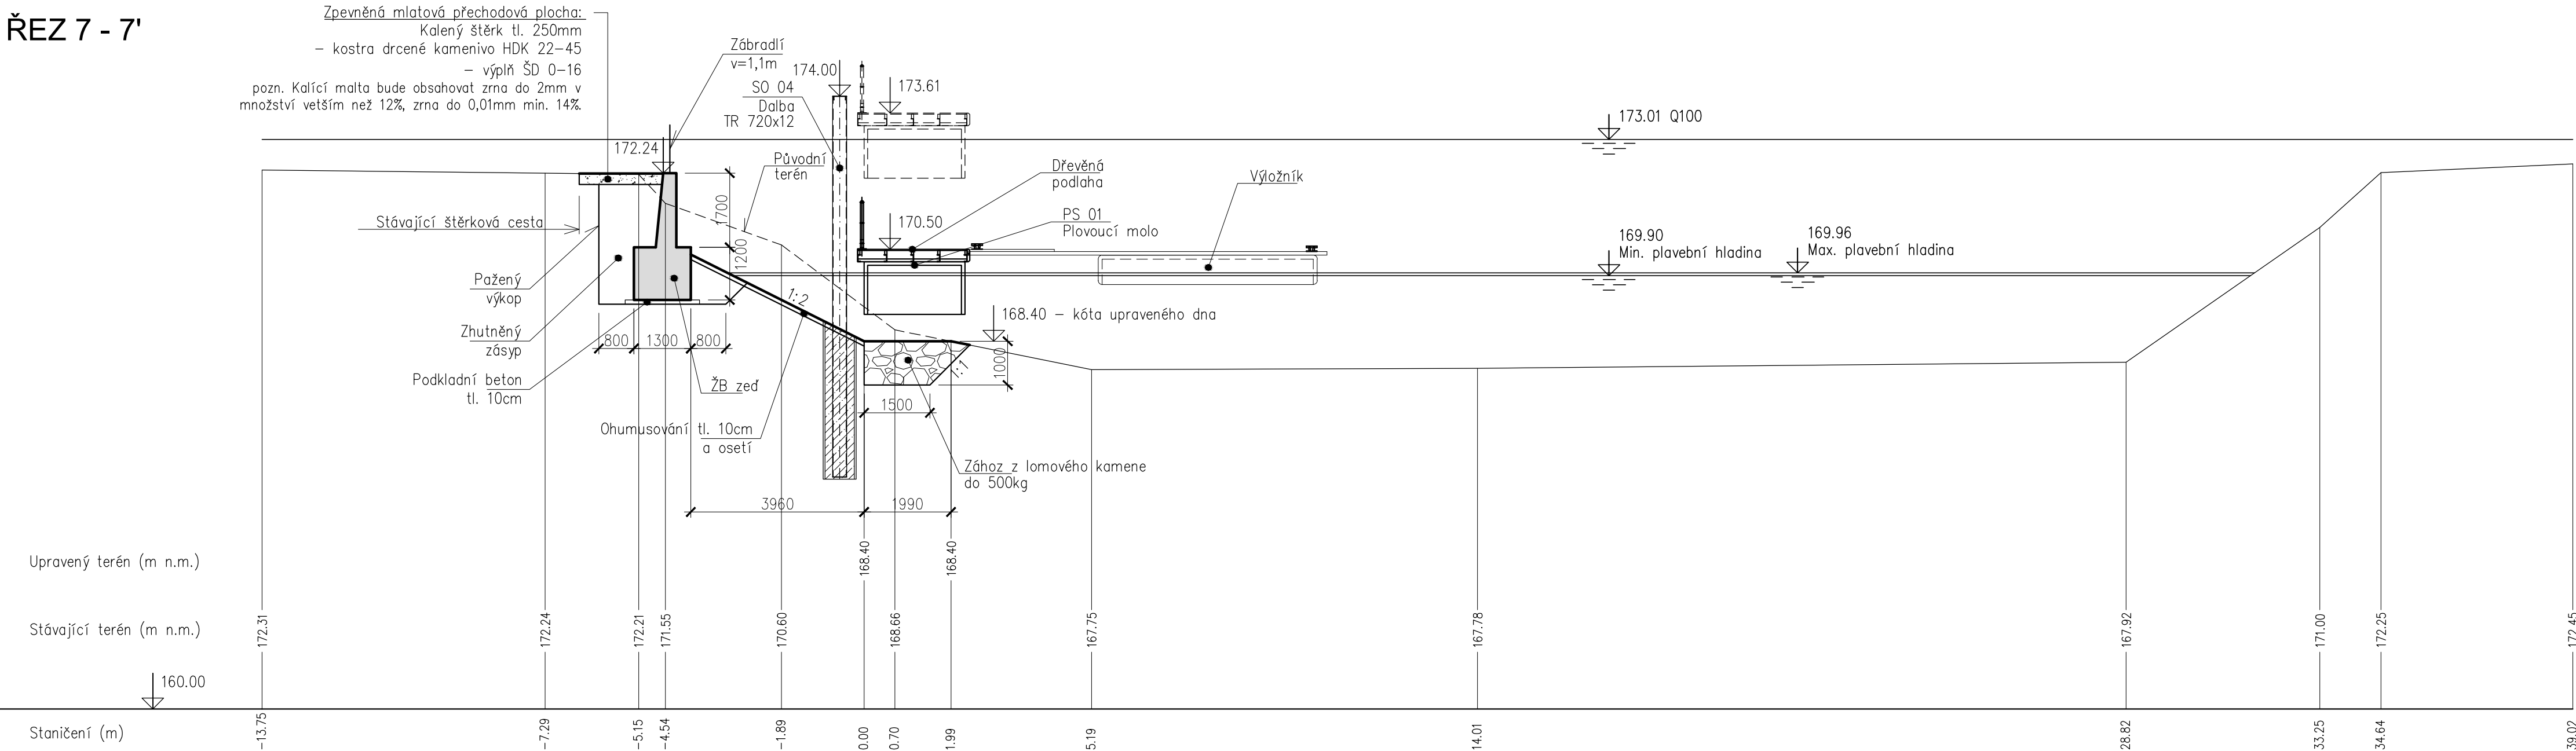 ŘEZ 7 - 7'
Zpevněná mlatová přechodová plocha:
Kalený štěrk tl. 250mm
– kostra drcené kamenivo HDK 22–45
– výplň ŠD 0–16
pozn. Kalící malta bude obsahovat zrna do 2mm v
množství vetším než 12%, zrna do 0,01mm min. 14%.
Zábradlí
v=1,1m
174.00
SO 04
Dalba
TR 720x12
173.61
173.01 Q100
172.24
Původní
terén
Dřevěná
podlaha
Výložník
1700
Stávající štěrková cesta
170.50
PS 01
Plovoucí molo
1200
169.90
Min. plavební hladina
169.96
Max. plavební hladina
Pažený
výkop
1:2
168.40 – kóta upraveného dna
Zhutněný
zásyp
800
1300
800
1000
1:1
Podkladní beton
tl. 10cm
ŽB zeď
1500
Ohumusování tl. 10cm
a osetí
Zához z lomového kamene
do 500kg
3960
1990
Upravený terén (m n.m.)
168.40
168.40
Stávající terén (m n.m.)
172.31
172.24
172.21
171.55
170.60
168.66
167.75
167.78
167.92
171.00
172.25
172.45
160.00
Staničení (m)
–13.75
–7.29
–5.15
–4.54
–1.89
0.00
0.70
1.99
5.19
14.01
28.82
33.25
34.64
39.02